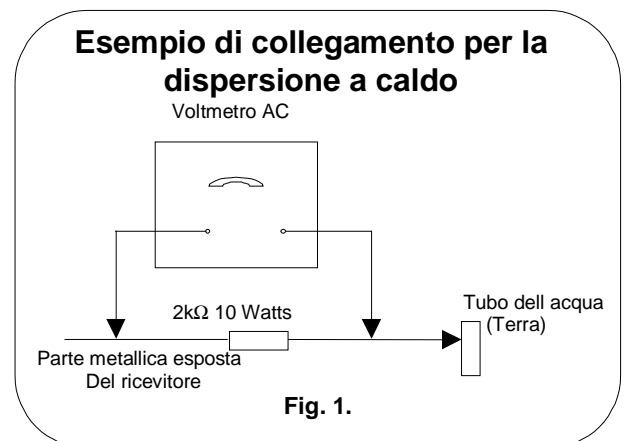 Esempio di collegamento per la
dispersione a caldo
Voltmetro AC
2kΩ 10 Watts
Tubo dell acqua
(Terra)
Parte metallica esposta
Del ricevitore
Fig. 1.